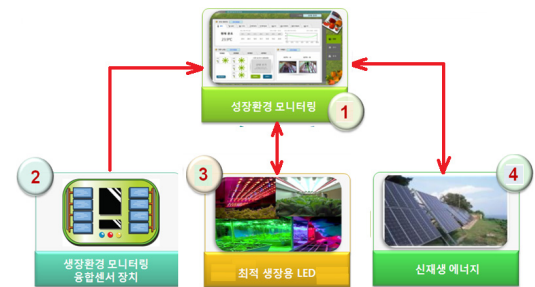 성장환경 모니터링
1
2
생장환경 모니터링
융합센서 장치
3
최적 생장용 LED
4
신재생 에너지